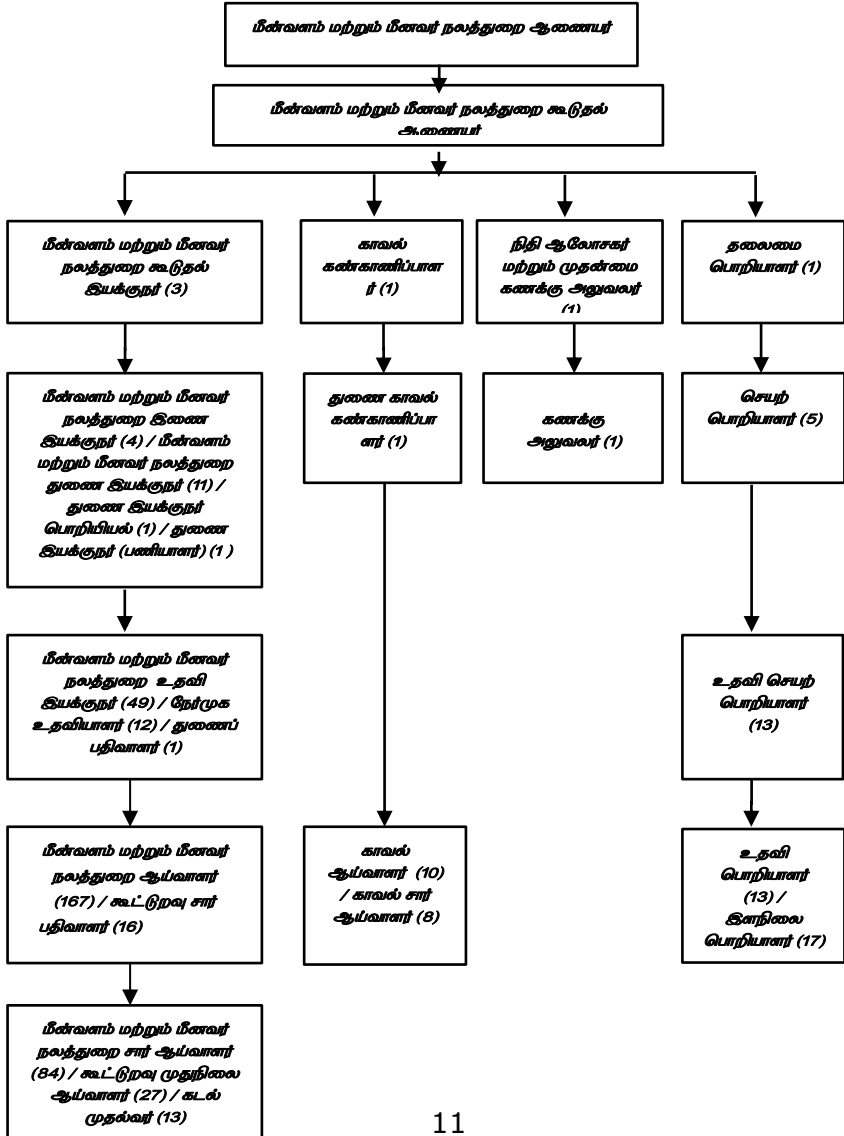 மீன்வளம் மற்றும் மீனவர் நலத்துறை ஆணையர்
மீன்வளம் மற்றும் மீனவர் நலத்துறை கூடுதல்
ஆணையர்
மீன்வளம் மற்றும் மீனவர்
நலத்துறை கூடுதல்
இயக்குநர் (3)
காவல்
கண்காணிப்பாள
ர் (1)
நிதி ஆலோசகர்
மற்றும் முதன்மை
கணக்கு அலுவலர்
(1)
தலைமை
பொறியாளர் (1)
மீன்வளம் மற்றும் மீனவர்
நலத்துறை இணை
இயக்குநர் (4) / மீன்வளம்
மற்றும் மீனவர் நலத்துறை
துணை இயக்குநர் (11) /
துணை இயக்குநர்
பொறியியல் (1) / துணை
இயக்குநர் (பணியாளர்) (1 )
துணை காவல்
கண்காணிப்பா
ளர் (1)
கணக்கு
அலுவலர் (1)
செயற்
பொறியாளர் (5)
மீன்வளம் மற்றும் மீனவர்
நலத்துறை உதவி
இயக்குநர் (49) / நேர்முக
உதவியாளர் (12) / துணைப்
பதிவாளர் (1)
உதவி செயற்
பொறியாளர்
(13)
மீன்வளம் மற்றும் மீனவர்
நலத்துறை ஆய்வாளர்
(167) / கூட்டுறவு சார்
பதிவாளர் (16)
காவல்
ஆய்வாளர் (10)
/ காவல் சார்
ஆய்வாளர் (8)
உதவி
பொறியாளர்
(13) /
இளநிலை
பொறியாளர் (17)
மீன்வளம் மற்றும் மீனவர்
நலத்துறை சார் ஆய்வாளர்
(84) / கூட்டுறவு முதுநிலை
ஆய்வாளர் (27) / கடல்
முதல்வர் (13)
11